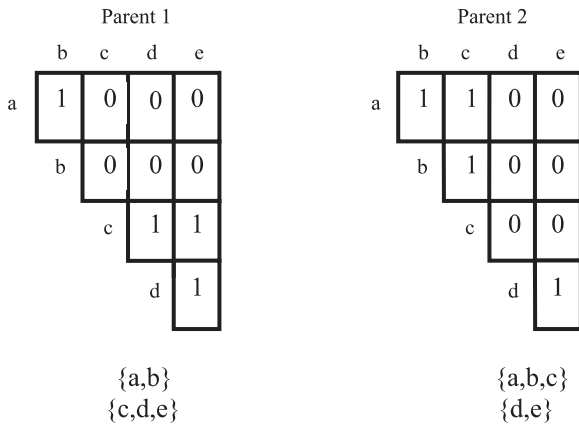 Parent 1 Parent 2
b c d e b c d e
a 1 0 0 0 a 1 1 0 0
b 0 0 0 b 1 0 0
c 1 1 c 0 0
d 1 d 1
{a,b} {a,b,c}
{c,d,e} {d,e}